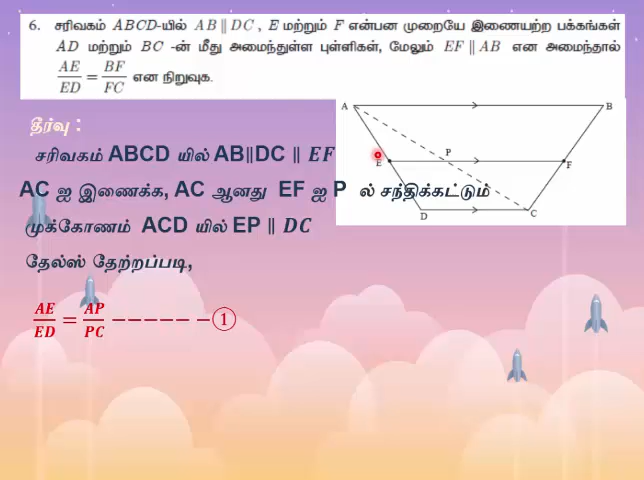 6. சரிவகம் ABCD-யில் AB || DC , E மற்றும் F என்பன முறையே இணையற்ற பக்கங்கள்
AD மற்றும் BC -ன் மீது அமைந்துள்ள புள்ளிகள், மேலும் EF || AB என அமைந்தால்
AE/ED = BF/FC என நிறுவுக.
தீர்வு :
சரிவகம் ABCD யில் AB||DC || EF
AC ஐ இணைக்க, AC ஆனது EF ஐ P ல் சந்திக்கட்டும்
முக்கோணம் ACD யில் EP || DC
தேல்ஸ் தேற்றப்படி,
AE/ED = AP/PC − − − − − − ①
A
B
E
P
F
D
C